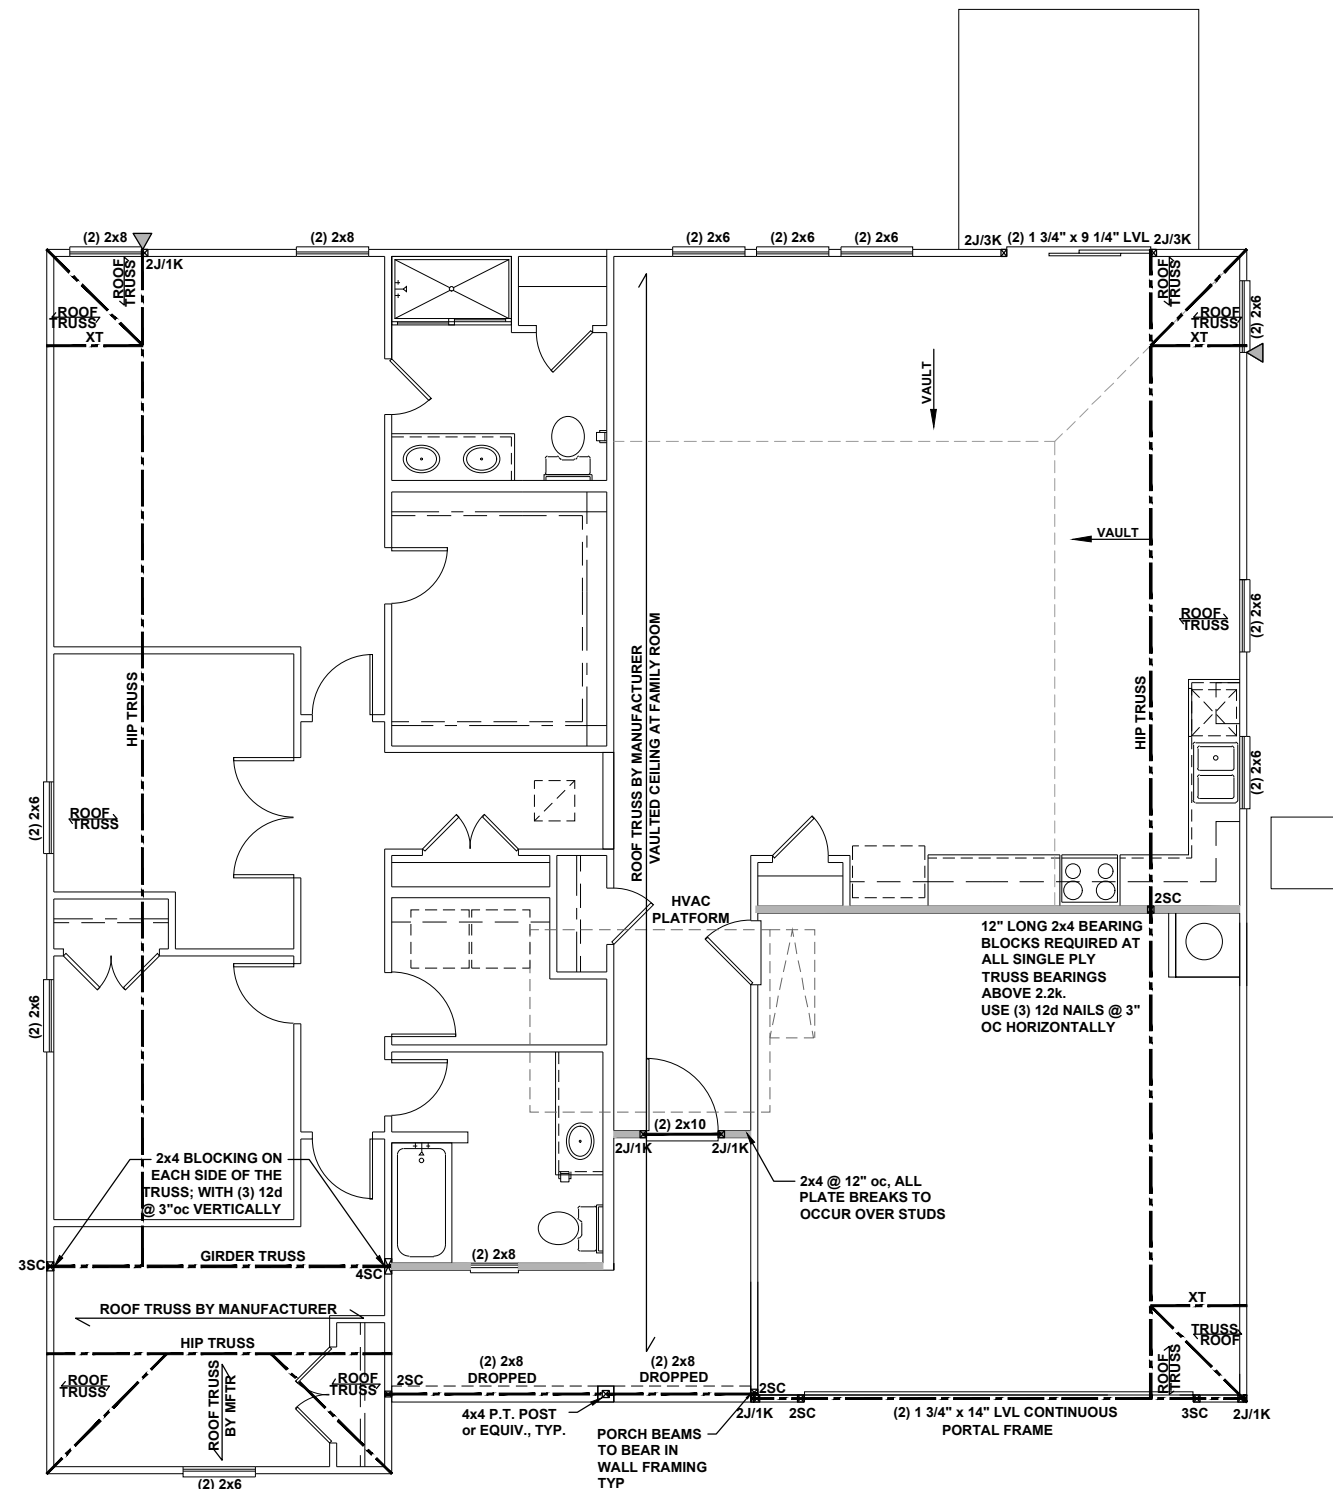 (2) 2x8
(2) 2x8
(2) 2x6
(2) 2x6
(2) 2x6
2J/3K
(2) 1 3/4" x 9 1/4" LVL
2J/3K
2J/1K
ROOF
TRUSS
ROOF
TRUSS
XT
ROOF
TRUSS
ROOF
TRUSS
XT
(2) 2x6
VAULT
VAULT
ROOF
TRUSS
(2) 2x6
HIP TRUSS
ROOF TRUSS BY MANUFACTURER
VAULTED CEILING AT FAMILY ROOM
HIP TRUSS
(2) 2x6
(2) 2x6
ROOF
TRUSS
HVAC
PLATFORM
2SC
12" LONG 2x4 BEARING
BLOCKS REQUIRED AT
ALL SINGLE PLY
TRUSS BEARINGS
ABOVE 2.2k.
USE (3) 12d NAILS @ 3"
OC HORIZONTALLY
(2) 2x6
(2) 2x10
2J/1K
2J/1K
2x4 BLOCKING ON
EACH SIDE OF THE
TRUSS; WITH (3) 12d
@ 3"oc VERTICALLY
2x4 @ 12" oc, ALL
PLATE BREAKS TO
OCCUR OVER STUDS
GIRDER TRUSS
3SC
4SC
(2) 2x8
ROOF TRUSS BY MANUFACTURER
HIP TRUSS
XT
TRUSS
ROOF
ROOF
TRUSS
ROOF
TRUSS
ROOF TRUSS
BY MFTR
ROOF
TRUSS
2SC
(2) 2x8
DROPPED
(2) 2x8
DROPPED
2SC
2J/1K
2SC
(2) 1 3/4" x 14" LVL CONTINUOUS
PORTAL FRAME
3SC
2J/1K
4x4 P.T. POST
or EQUIV., TYP.
PORCH BEAMS
TO BEAR IN
WALL FRAMING
TYP
(2) 2x6